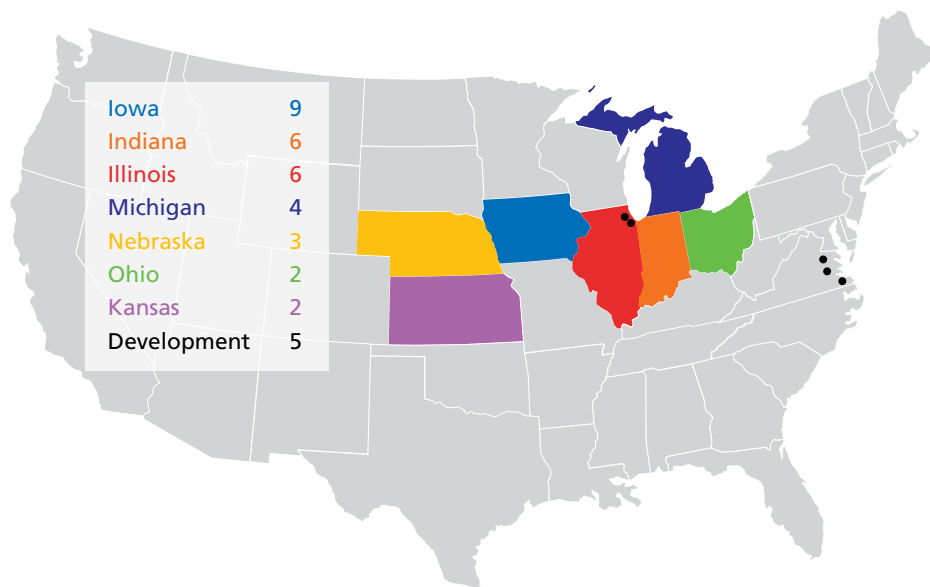 Iowa 9
Indiana 6
Illinois 6
Michigan 4
Nebraska 3
Ohio 2
Kansas 2
Development 5